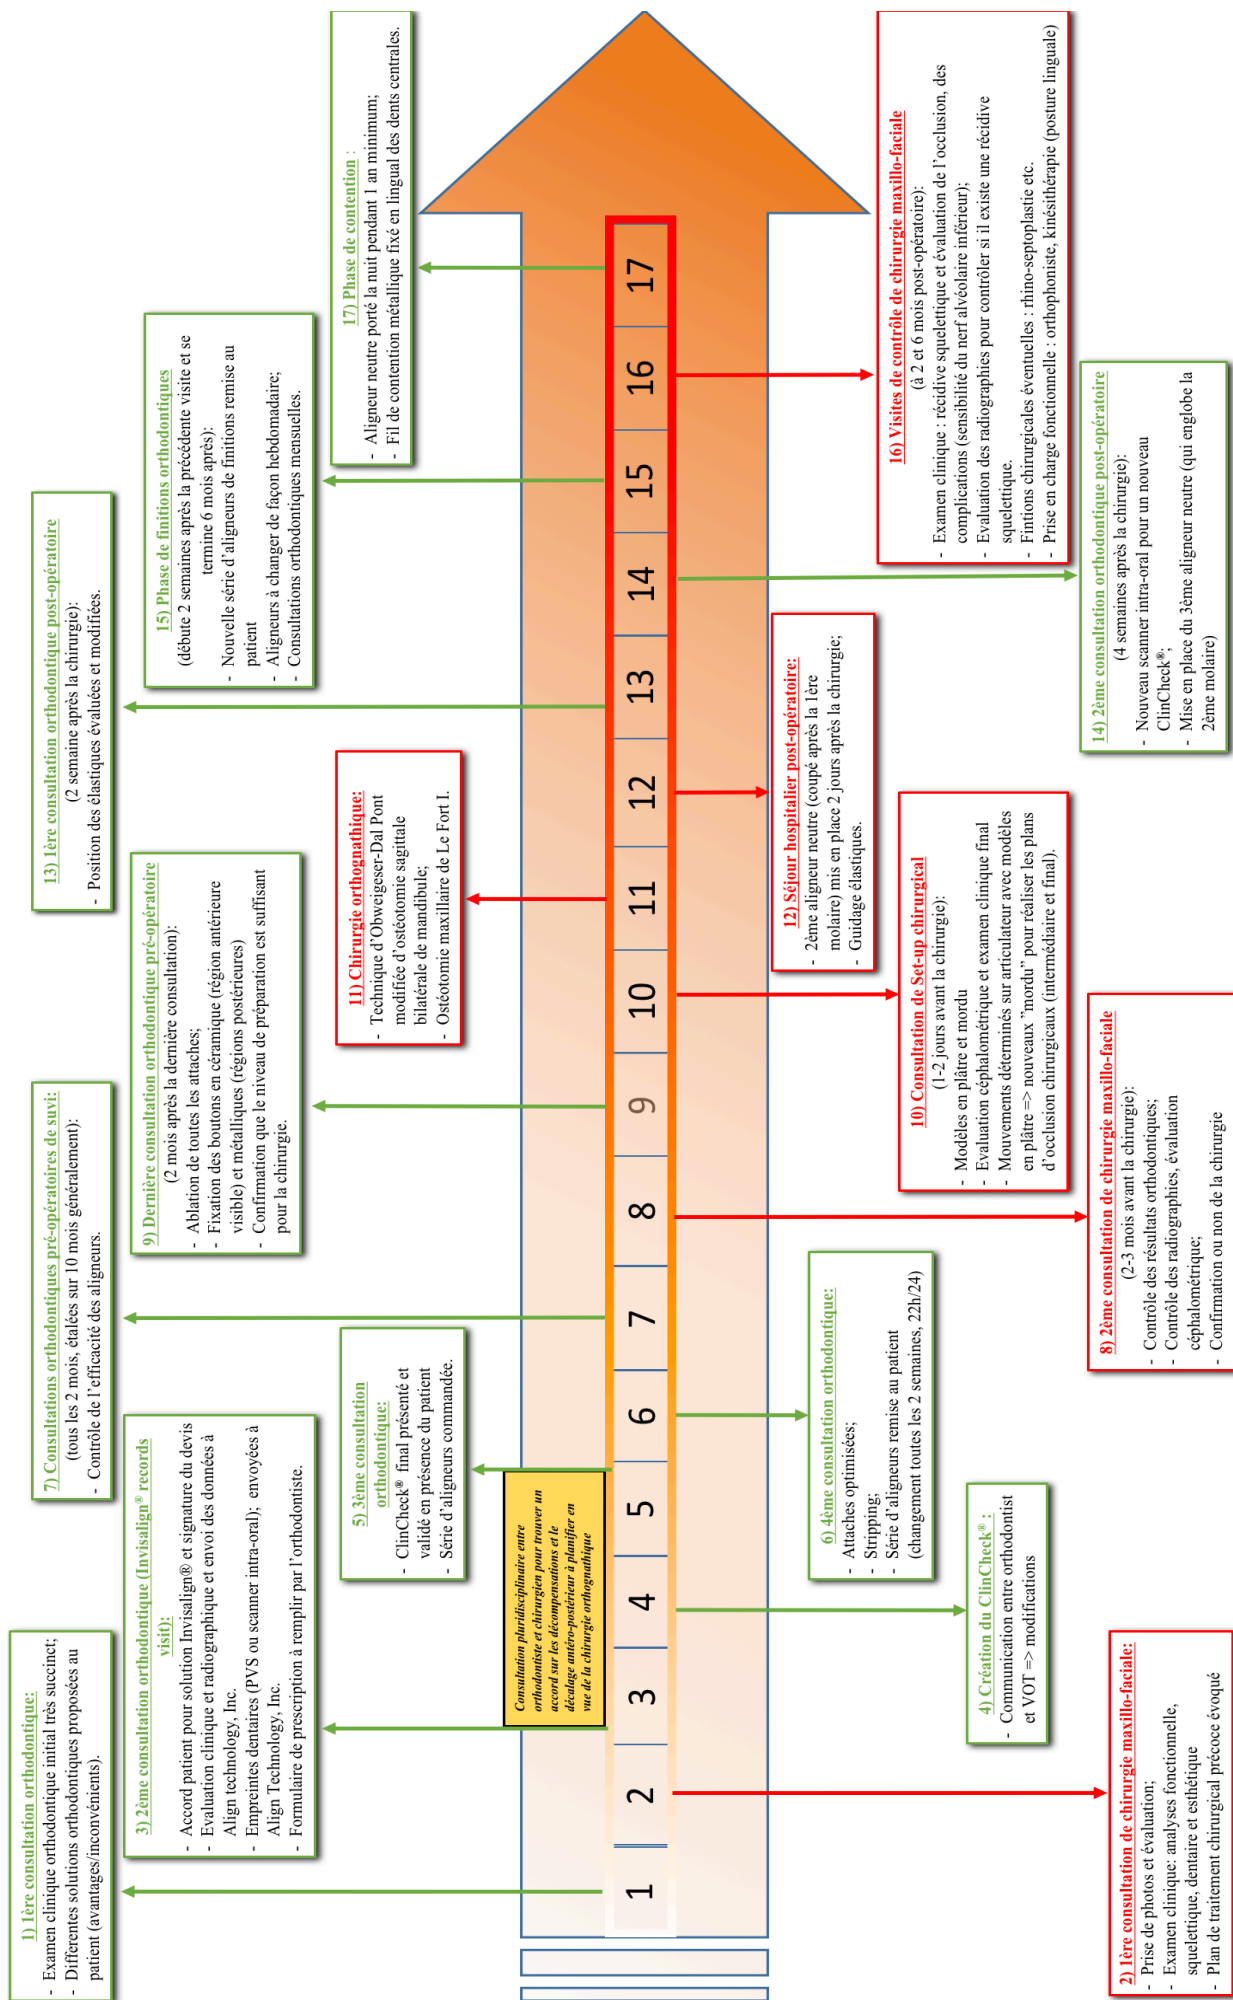 1) 1ère consultation orthodontique:
- Examen clinique orthodontique initial très succinct;
- Differentes solutions orthodontiques proposées au
patient (avantages/inconvénients).
2) 1ère consultation de chirurgie maxillo-faciale:
- Prise de photos et évaluation;
- Examen clinique: analyses fonctionnelle,
squelettique, dentaire et esthétique
- Plan de traitement chirurgical précoce évoqué
3) 2ème consultation orthodontique (Invisalign® records
visit):
- Accord patient pour solution Invisalign® et signature du devis
- Evaluation clinique et radiographique et envoi des données à
Align technology, Inc.
- Empreintes dentaires (PVS ou scanner intra-oral); envoyées à
Align Technology, Inc.
- Formulaire de prescription à remplir par l'orthodontiste.
Consultation pluridisciplinaire entre
orthodontiste et chirurgien pour trouver un
accord sur les décompensations et le
décalage antéro-postérieur à planifier en
vue de la chirurgie orthognathique
4) Création du ClinCheck® :
- Communication entre orthodontist
et VOT => modifications
5) 3ème consultation
orthodontique:
- ClinCheck® final présenté et
validé en présence du patient
- Série d'aligneurs commandée.
6) 4ème consultation orthodontique:
- Attaches optimisées;
- Stripping;
- Série d'aligneurs remise au patient
(changement toutes les 2 semaines, 22h/24)
7) Consultations orthodontiques pré-opératoires de suvi:
(tous les 2 mois, étalées sur 10 mois généralement):
- Contrôle de l'efficacité des aligneurs.
8) 2ème consultation de chirurgie maxillo-faciale
(2-3 mois avant la chirurgie):
- Contrôle des résultats orthodontiques;
- Contrôle des radiographies, évaluation
céphalométrique;
- Confirmation ou non de la chirurgie
9) Dernière consultation orthodontique pré-opératoire
(2 mois après la dernière consultation):
- Ablation de toutes les attaches;
- Fixation des boutons en céramique (région antérieure
visible) et métalliques (régions postérieures)
- Confirmation que le niveau de préparation est suffisant
pour la chirurgie.
10) Consultation de Set-up chirurgical
(1-2 jours avant la chirurgie):
- Modèles en plâtre et mordu
- Evaluation céphalométrique et examen clinique final
- Mouvements déterminés sur articulateur avec modèles
en plâtre => nouveaux "mordu" pour réaliser les plans
d'occlusion chirurgicaux (intermédiaire et final).
11) Chirurgie orthognathique:
- Technique d'Obweigeser-Dal Pont
modifiée d'ostéotomie sagittale
bilatérale de mandibule;
- Ostéotomie maxillaire de Le Fort I.
12) Séjour hospitalier post-opératoire:
- 2ème aligneur neutre (coupé après la 1ère
molaire) mis en place 2 jours après la chirurgie;
- Guidage élastiques.
13) 1ère consultation orthodontique post-opératoire
(2 semaine après la chirurgie):
- Position des élastiques évaluées et modifiées.
14) 2ème consultation orthodontique post-opératoire
(4 semaines après la chirurgie):
- Nouveau scanner intra-oral pour un nouveau
ClinCheck®;
- Mise en place du 3ème aligneur neutre (qui englobe la
2ème molaire)
15) Phase de finitions orthodontiques
(débute 2 semaines après la précédente visite et se
termine 6 mois après):
- Nouvelle série d'aligneurs de finitions remise au
patient
- Aligneurs à changer de façon hebdomadaire;
- Consultations orthodontiques mensuelles.
16) Visites de contrôle de chirurgie maxillo-faciale
(à 2 et 6 mois post-opératoire):
- Examen clinique : récidive squelettique et évaluation de l'occlusion, des
complications (sensibilité du nerf alvéolaire inférieur);
- Evaluation des radiographies pour contrôler si il existe une récidive
squelettique.
- Fintions chirurgicales éventuelles : rhino-septoplastie etc.
- Prise en charge fonctionnelle : orthophoniste, kinésithérapie (posture linguale)
17) Phase de contention :
- Aligneur neutre porté la nuit pendant 1 an minimum;
- Fil de contention métallique fixé en lingual des dents centrales.
1 2 3 4 5 6 7 8 9 10 11 12 13 14 15 16 17